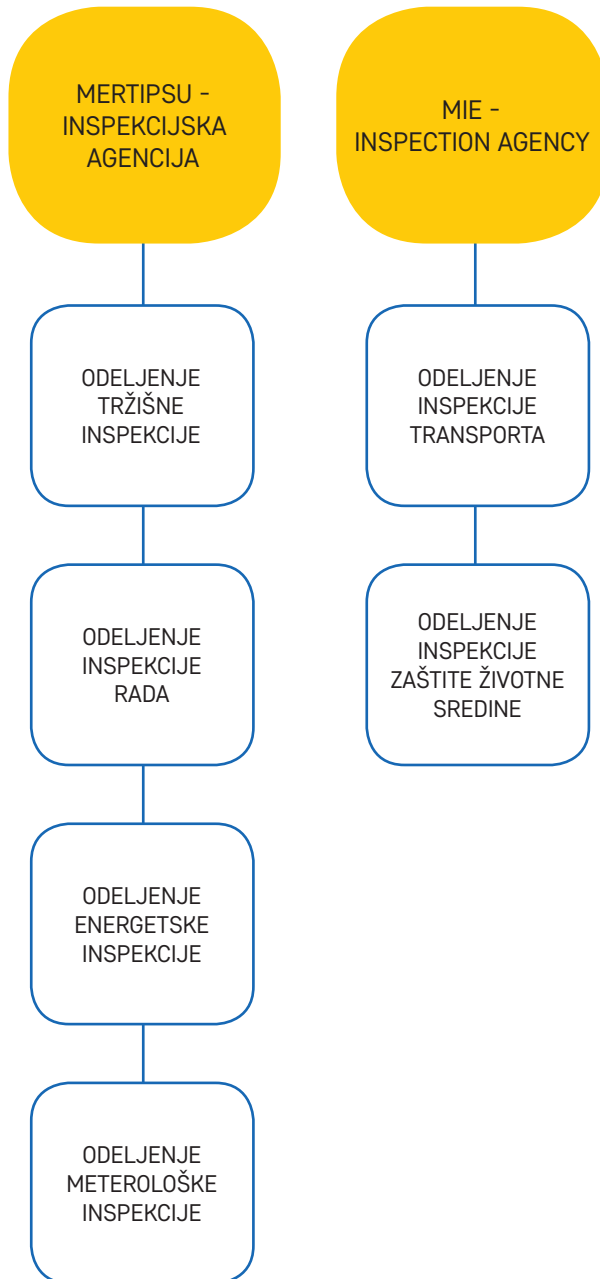 MERTIPSU -
INSPEKCIJSKA
AGENCIJA
ODELJENJE
TRŽIŠNE
INSPEKCIJE
ODELJENJE
INSPEKCIJE
RADA
ODELJENJE
ENERGETSKE
INSPEKCIJE
ODELJENJE
METEROLOŠKE
INSPEKCIJE
MIE -
INSPECTION AGENCY
ODELJENJE
INSPEKCIJE
TRANSPORTA
ODELJENJE
INSPEKCIJE
ZAŠTITE ŽIVOTNE
SREDINE